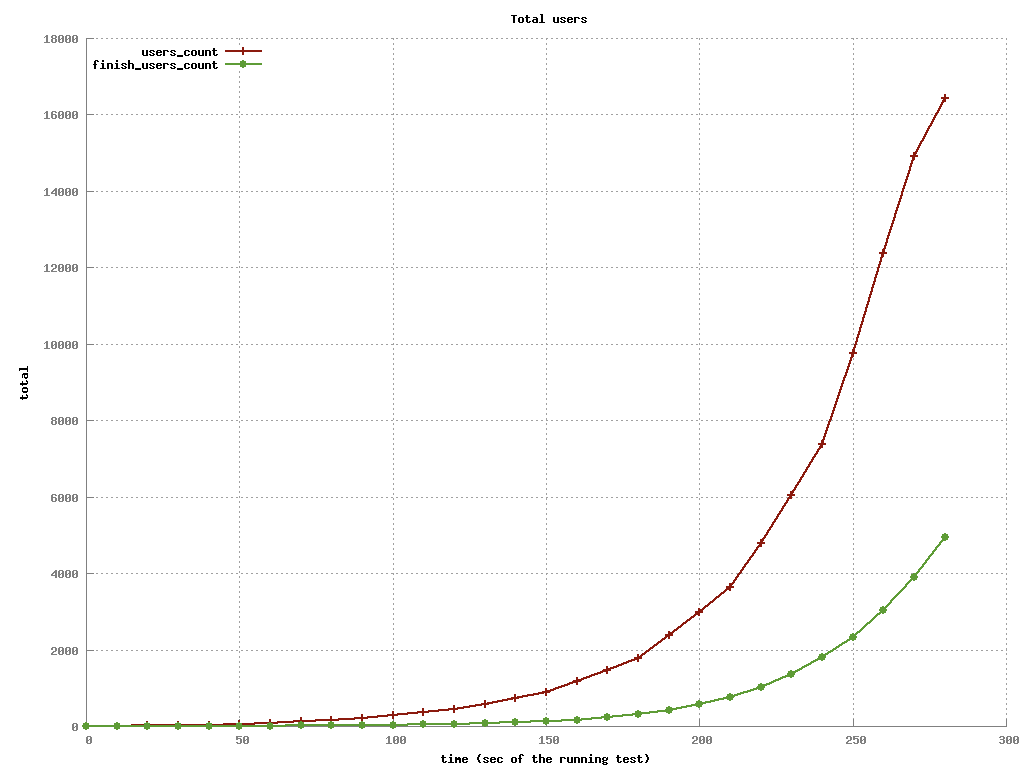 Total users
users_count
finish_users_count
18000
16000
14000
12000
10000
8000
6000
4000
2000
0
total
0 50 100 150 200 250 300
time (sec of the running test)